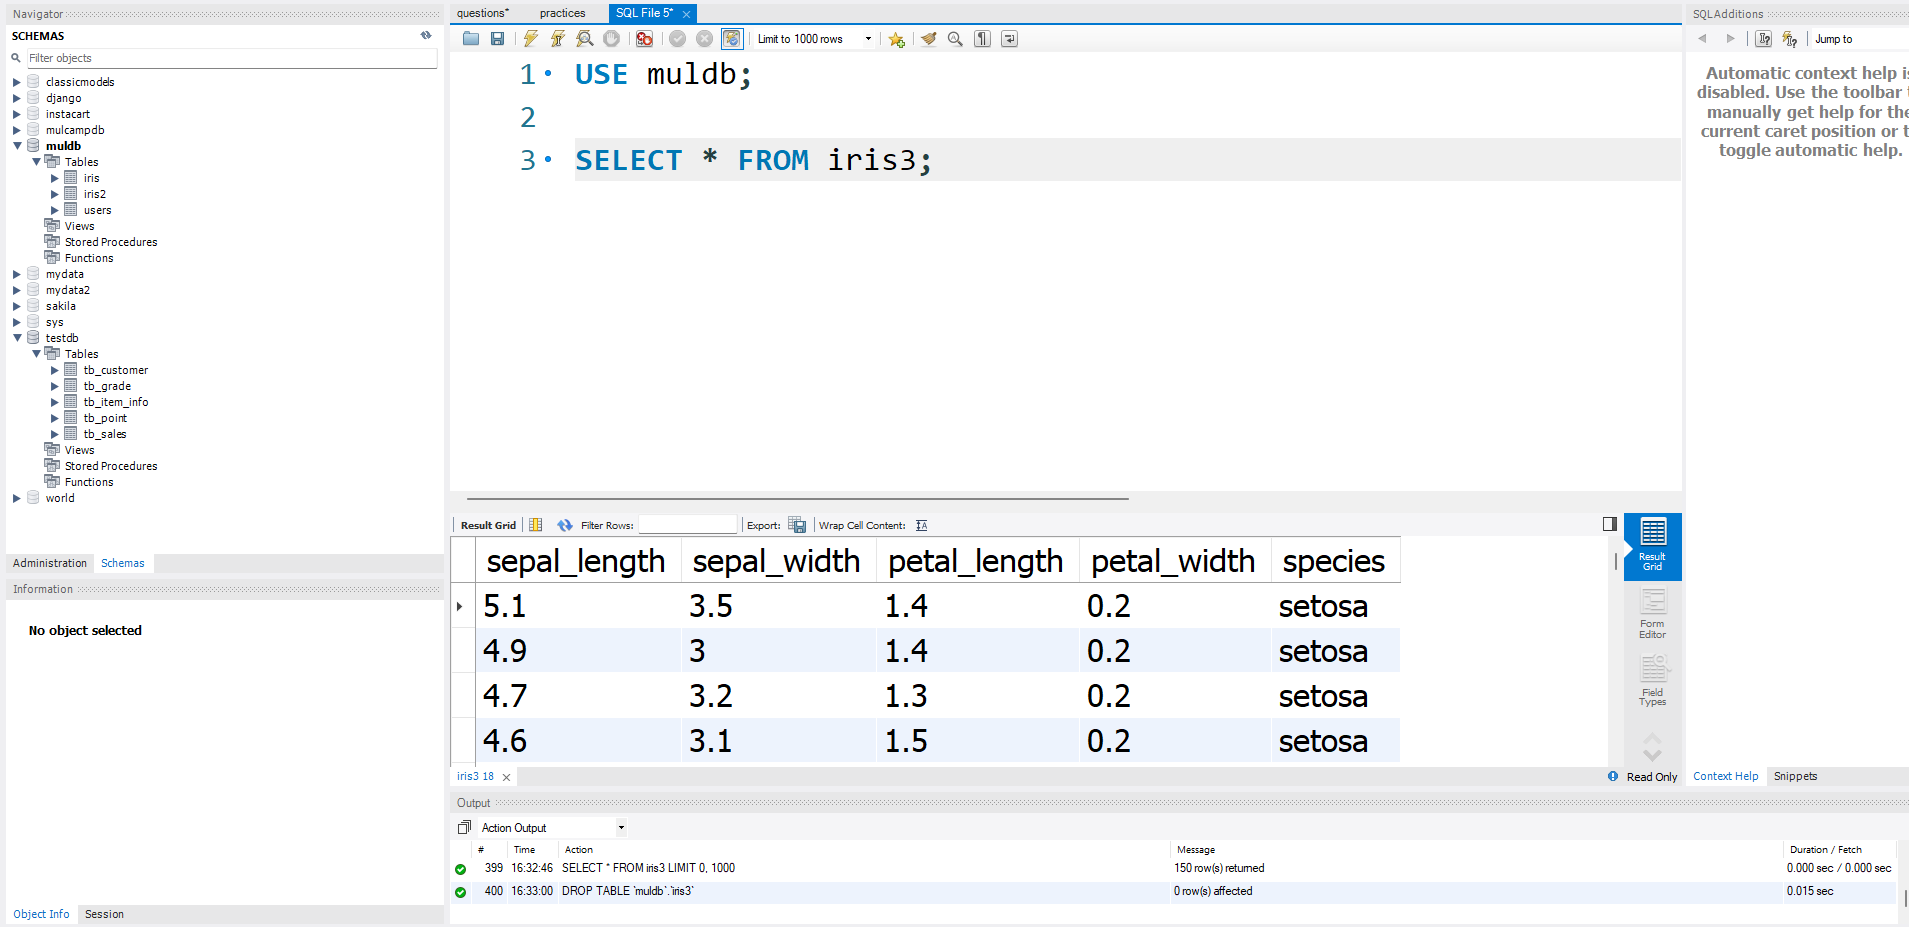 Navigator
SCHEMAS
Filter objects
classicmodels
django
instacart
mulcampdb
muldb
Tables
iris
iris2
users
Views
Stored Procedures
Functions
mydata
mydata2
sakila
sys
testdb
Tables
tb_customer
tb_grade
tb_item_info
tb_point
tb_sales
Views
Stored Procedures
Functions
world
Administration Schemas
Information
No object selected
Object Info Session
questions* practices SQL File 5*
Limit to 1000 rows
1 USE muldb;
2
3 SELECT * FROM iris3;
Result Grid Filter Rows: Export: Wrap Cell Content:
sepal_length sepal_width petal_length petal_width species
5.1 3.5 1.4 0.2 setosa
4.9 3 1.4 0.2 setosa
4.7 3.2 1.3 0.2 setosa
4.6 3.1 1.5 0.2 setosa
Result
Grid
Form
Editor
Field
Types
iris3 18
Read Only
Output
Action Output
# Time Action Message Duration / Fetch
399 16:32:46 SELECT * FROM iris3 LIMIT 0, 1000 150 row(s) returned 0.000 sec / 0.000 sec
400 16:33:00 DROP TABLE `muldb`.`iris3` 0 row(s) affected 0.015 sec
SQLAdditions
Jump to
Automatic context help is
disabled. Use the toolbar
manually get help for the
current caret position or
toggle automatic help.
Context Help Snippets